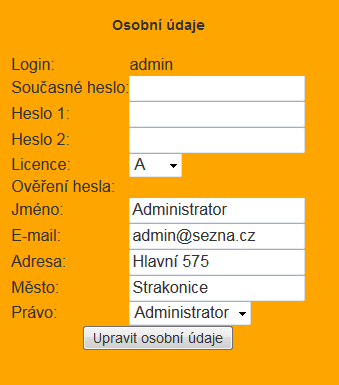 Osobní údaje
Login: admin
Současné heslo:
Heslo 1:
Heslo 2:
Licence: A
Ověření hesla:
Jméno: Administrator
E-mail: admin@sezna.cz
Adresa: Hlavní 575
Město: Strakonice
Právo: Administrator
Upravit osobní údaje